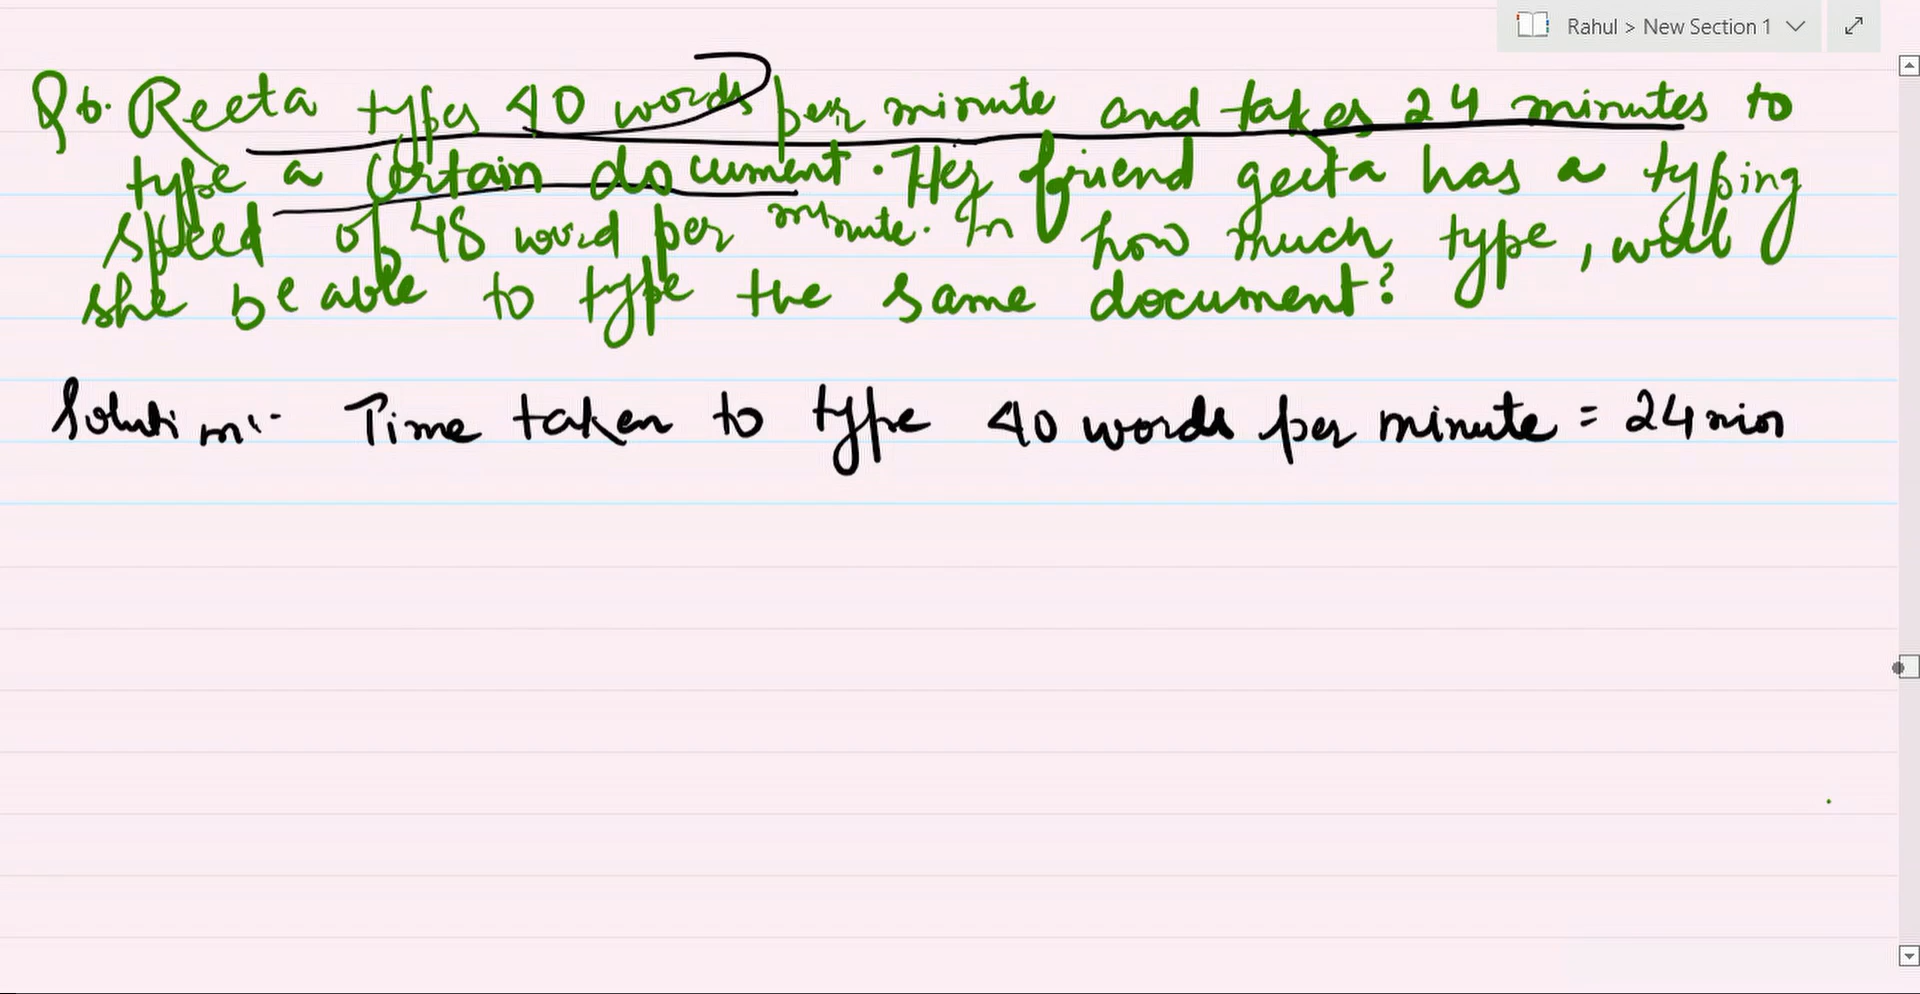 Rahul > New Section 1
Q6. Reeta types 40 words per minute and takes 24 minutes to
type a certain document. Her friend geeta has a typing
speed of 48 word per minute. In how much type, will
she be able to type the same document?
Solution:- Time taken to type 40 words per minute = 24 min